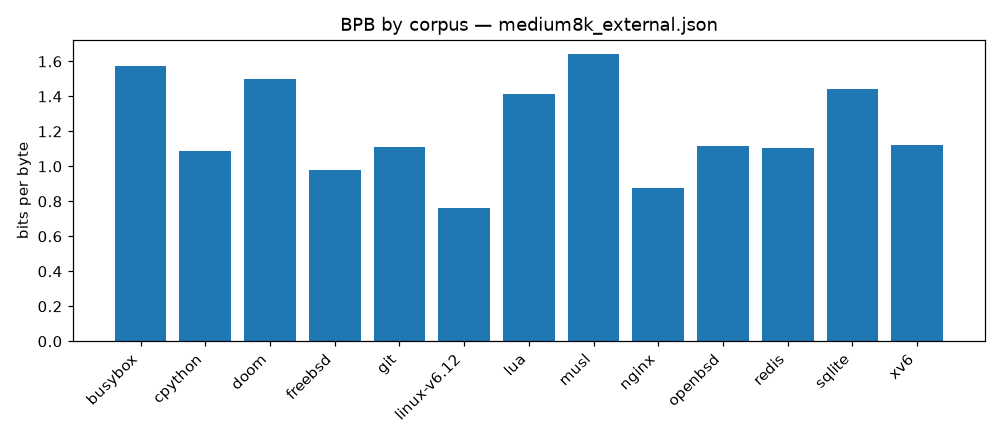 BPB by corpus — medium8k_external.json
bits per byte
1.6
1.4
1.2
1.0
0.8
0.6
0.4
0.2
0.0
busybox
cpython
doom
freebsd
git
linux-v6.12
lua
musl
nginx
openbsd
redis
sqlite
xv6